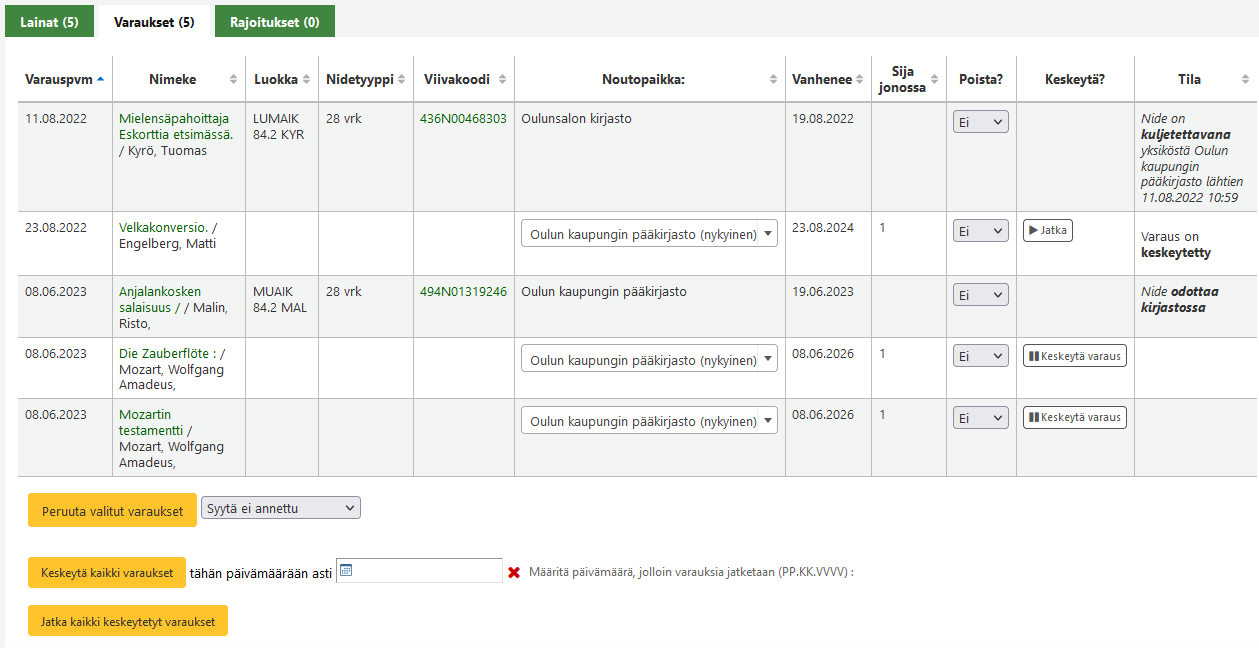 Lainat (5) Varaukset (5) Rajoitukset (0)
Varauspvm Nimeke Luokka Nidetyyppi Viivakoodi Noutopaikka: Vanhenee Sija jonossa Poista? Keskeytä? Tila
11.08.2022
Mielensäpahoittaja
Eskorttia etsimässä.
/ Kyrö, Tuomas
LUMAIK
84.2 KYR
28 vrk
436N00468303
Oulunsalon kirjasto
19.08.2022
Ei
Nide on
kuljetettavana
yksiköstä Oulun
kaupungin
pääkirjasto lähtien
11.08.2022 10:59
23.08.2022
Velkakonversio. /
Engelberg, Matti
Oulun kaupungin pääkirjasto (nykyinen)
23.08.2024
1
Ei
Jatka
Varaus on
keskeytetty
08.06.2023
Anjalankosken
salaisuus / / Malin,
Risto,
MUAIK
84.2 MAL
28 vrk
494N01319246
Oulun kaupungin pääkirjasto
19.06.2023
Ei
Nide odottaa
kirjastossa
08.06.2023
Die Zauberflöte : /
Mozart, Wolfgang
Amadeus,
Oulun kaupungin pääkirjasto (nykyinen)
08.06.2026
1
Ei
Keskeytä varaus
08.06.2023
Mozartin
testamentti /
Mozart, Wolfgang
Amadeus,
Oulun kaupungin pääkirjasto (nykyinen)
08.06.2026
1
Ei
Keskeytä varaus
Peruuta valitut varaukset Syytä ei annettu
Keskeytä kaikki varaukset tähän päivämäärään asti Määritä päivämäärä, jolloin varauksia jatketaan (PP.KK.VVVV) :
Jatka kaikki keskeytetyt varaukset